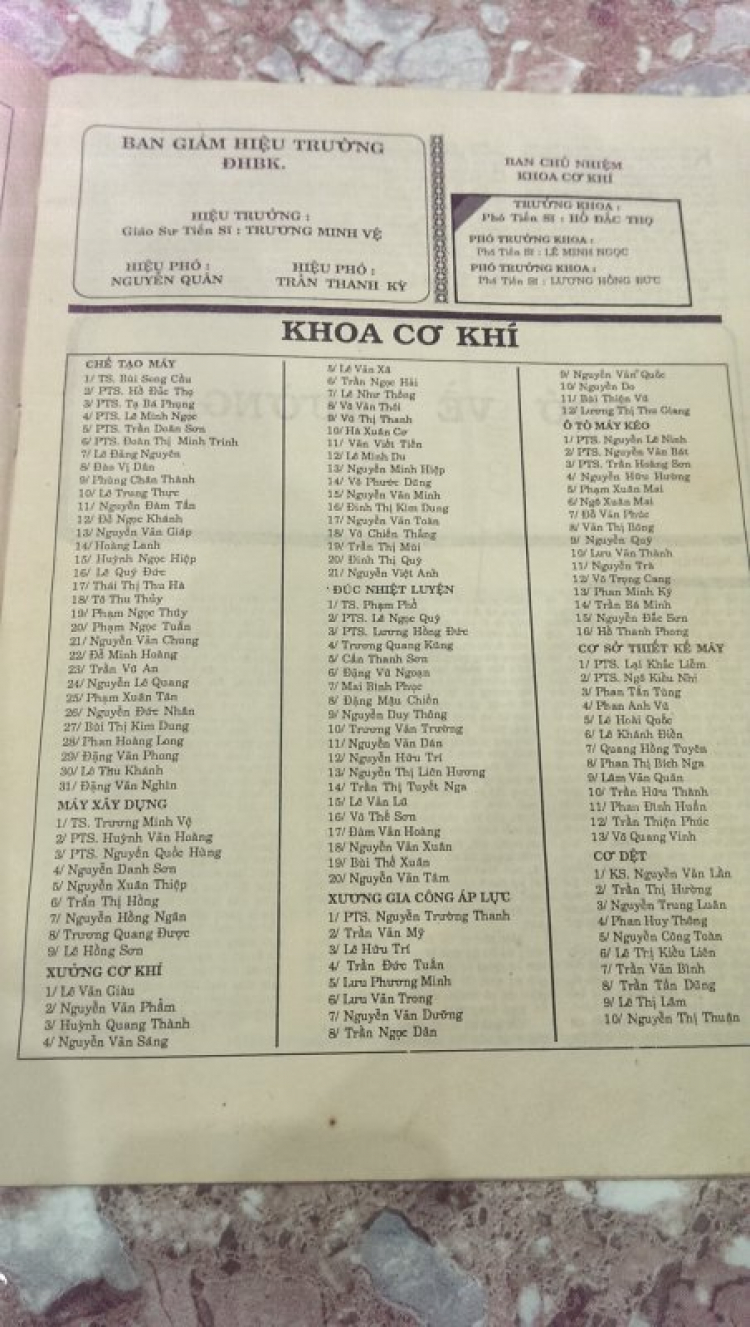 BAN GIÁM HIỆU TRƯỜNG
ĐHBK.
HIỆU TRƯỞNG :
Giáo Sư Tiến Sĩ : TRƯƠNG MINH VỆ
HIỆU PHÓ :
NGUYỄN QUÂN
HIỆU PHÓ :
TRẦN THANH KỲ
BAN CHỦ NHIỆM
KHOA CƠ KHÍ
TRƯỞNG KHOA :
Phó Tiến Sĩ : HỒ ĐẮC THỌ
PHÓ TRƯỞNG KHOA :
Phó Tiến Sĩ : LÊ MINH NGỌC
PHÓ TRƯỞNG KHOA :
Phó Tiến Sĩ : LƯƠNG HỒNG ĐỨC
KHOA CƠ KHÍ
CHẾ TẠO MÁY
1/ TS. Bùi Song Cầu
2/ PTS. Hồ Đắc Thọ
3/ PTS. Tạ Bá Phụng
4/ PTS. Lê Minh Ngọc
5/ PTS. Trần Doãn Sơn
6/ PTS. Đoàn Thị Minh Trinh
7/ Lê Đăng Nguyên
8/ Đào Vị Dân
9/ Phùng Chân Thành
10/ Lê Trung Thực
11/ Nguyễn Đàm Tấn
12/ Đỗ Ngọc Khánh
13/ Nguyễn Văn Giáp
14/ Hoàng Lanh
15/ Huỳnh Ngọc Hiệp
16/ Lê Quý Đức
17/ Thái Thị Thu Hà
18/ Tô Thu Thủy
19/ Phạm Ngọc Thúy
20/ Phạm Ngọc Tuấn
21/ Nguyễn Văn Chung
22/ Đỗ Minh Hoàng
23/ Trần Vũ An
24/ Nguyễn Lê Quang
25/ Phạm Xuân Tân
26/ Nguyễn Đức Nhân
27/ Bùi Thị Kim Dung
28/ Phan Hoàng Long
29/ Đặng Văn Phong
30/ Lê Thu Khánh
31/ Đặng Văn Nghìn
MÁY XÂY DỰNG
1/ TS. Trương Minh Vệ
2/ PTS. Huỳnh Văn Hoàng
3/ PTS. Nguyễn Quốc Hùng
4/ Nguyễn Danh Sơn
5/ Nguyễn Xuân Thiệp
6/ Trần Thị Hồng
7/ Nguyễn Hồng Ngân
8/ Trương Quang Được
9/ Lê Hồng Sơn
XƯỞNG CƠ KHÍ
1/ Lê Văn Giàu
2/ Nguyễn Văn Phẩm
3/ Huỳnh Quang Thành
4/ Nguyễn Văn Sáng
5/ Lê Văn Xã
6/ Trần Ngọc Hải
7/ Lê Như Thống
8/ Võ Văn Thôi
9/ Vũ Thị Thanh
10/ Hà Xuân Cơ
11/ Văn Viết Tiến
12/ Lê Minh Du
13/ Nguyễn Minh Hiệp
14/ Võ Phước Dũng
15/ Nguyễn Văn Minh
16/ Đinh Thị Kim Dung
17/ Nguyễn Văn Toàn
18/ Võ Chiến Thắng
19/ Trần Thị Mùi
20/ Đinh Thị Quý
21/ Nguyễn Việt Anh
ĐÚC NHIỆT LUYỆN
1/ TS. Phạm Phố
2/ PTS. Lê Ngọc Quý
3/ PTS. Lương Hồng Đức
4/ Trương Quang Kũng
5/ Cần Thanh Sơn
6/ Đặng Vũ Ngoạn
7/ Mai Bình Phục
8/ Đặng Mậu Chiến
9/ Nguyễn Duy Thông
10/ Trương Văn Trường
11/ Nguyễn Văn Dán
12/ Nguyễn Hữu Trí
13/ Nguyễn Thị Liên Hương
14/ Trần Thị Tuyết Nga
15/ Lê Văn Lữ
16/ Võ Thế Sơn
17/ Đàm Văn Hoàng
18/ Nguyễn Văn Xuân
19/ Bùi Thế Xuân
20/ Nguyễn Văn Tâm
XƯỞNG GIA CÔNG ÁP LỰC
1/ PTS. Nguyễn Trường Thanh
2/ Trần Văn Mỹ
3/ Lê Hữu Trí
4/ Trần Đức Tuấn
5/ Lưu Phương Minh
6/ Lưu Văn Trong
7/ Nguyễn Văn Dưỡng
8/ Trần Ngọc Dân
9/ Nguyễn Văn Quốc
10/ Nguyễn Do
11/ Bùi Thiện Vũ
12/ Lương Thị Thu Giang
Ô TÔ MÁY KÉO
1/ PTS. Nguyễn Lê Ninh
2/ PTS. Nguyễn Văn Bát
3/ PTS. Trần Hoàng Sơn
4/ Nguyễn Hữu Hường
5/ Phạm Xuân Mai
6/ Ngô Xuân Mai
7/ Đỗ Văn Phúc
8/ Văn Thị Bông
9/ Nguyễn Quý
10/ Lưu Văn Thành
11/ Nguyễn Trà
12/ Võ Trọng Cang
13/ Phan Minh Kỳ
14/ Trần Bá Minh
15/ Nguyễn Đắc Sơn
16/ Hồ Thanh Phong
CƠ SỞ THIẾT KẾ MÁY
1/ PTS. Lại Khắc Liễm
2/ PTS. Ngô Kiều Nhị
3/ Phan Tấn Tùng
4/ Phan Anh Vũ
5/ Lê Hoài Quốc
6/ Lê Khánh Điền
7/ Quang Hồng Tuyên
8/ Phan Thị Bích Nga
9/ Lâm Văn Quân
10/ Trần Hữu Thành
11/ Phan Đình Huấn
12/ Trần Thiện Phúc
13/ Võ Quang Vinh
CƠ DỆT
1/ KS. Nguyễn Văn Lân
2/ Trần Thị Hường
3/ Nguyễn Trung Luân
4/ Phan Huy Thông
5/ Nguyễn Công Toàn
6/ Lê Thị Kiều Liên
7/ Trần Văn Bình
8/ Trần Tấn Dũng
9/ Lê Thị Lâm
10/ Nguyễn Thị Thuận